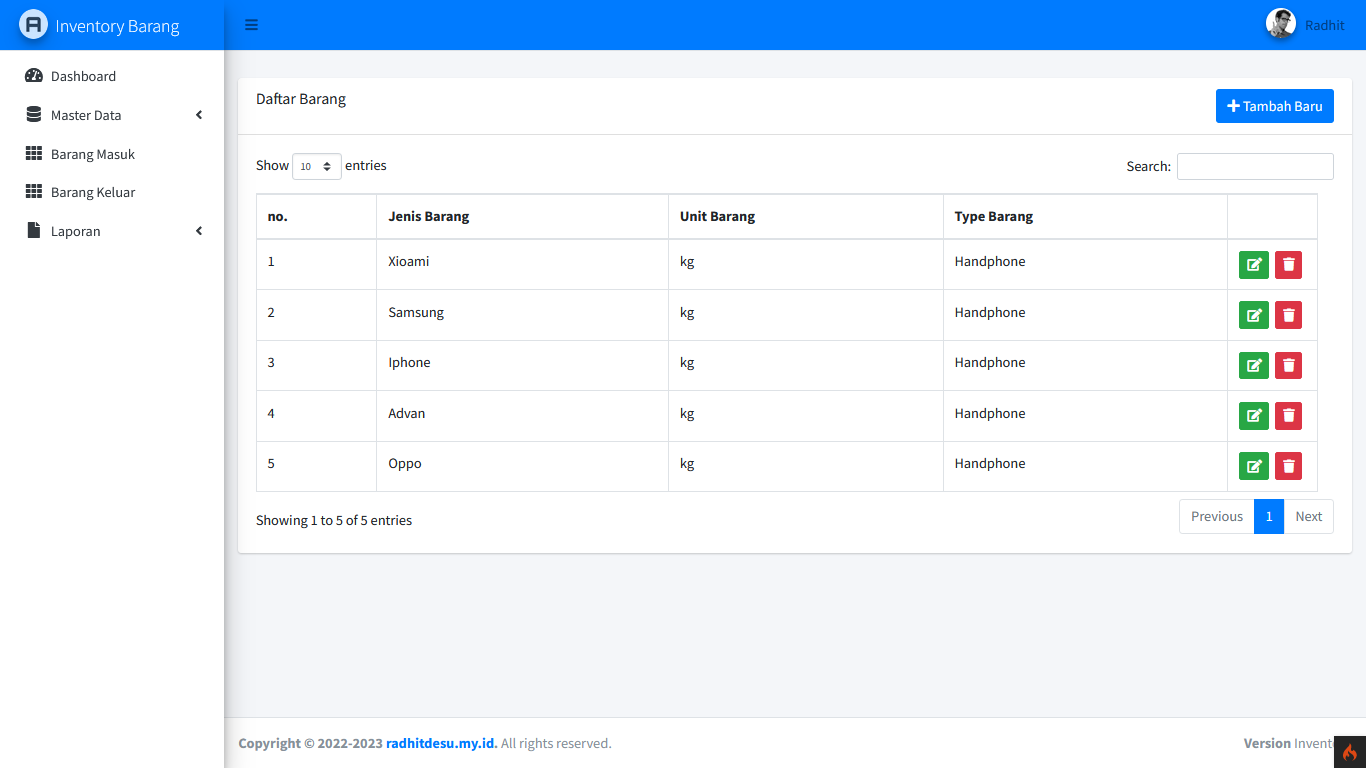 Inventory Barang
Radhit
Dashboard
Master Data
Barang Masuk
Barang Keluar
Laporan
Daftar Barang
Tambah Baru
Show 10 entries
Search:
no. Jenis Barang Unit Barang Type Barang
1 Xioami kg Handphone
2 Samsung kg Handphone
3 Iphone kg Handphone
4 Advan kg Handphone
5 Oppo kg Handphone
Showing 1 to 5 of 5 entries
Previous 1 Next
Copyright © 2022-2023 radhitdesu.my.id. All rights reserved.
Version Invent